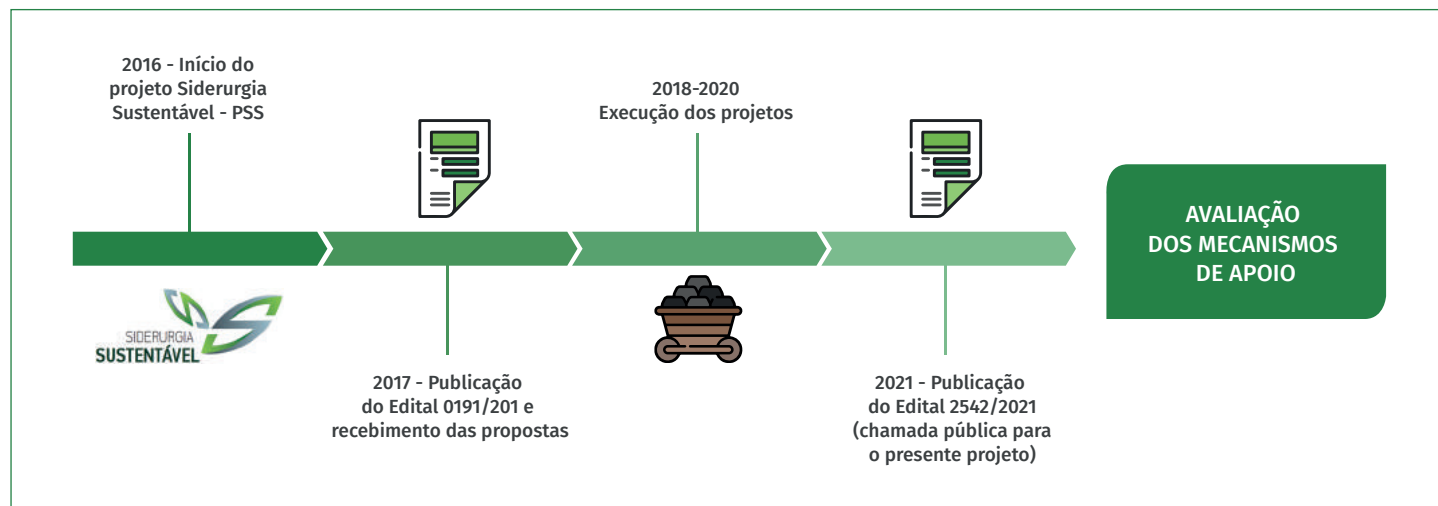 2016 - Início do
projeto Siderurgia
Sustentável - PSS
SIDERURGIA
SUSTENTÁVEL
2017 - Publicação
do Edital 0191/201 e
recebimento das propostas
2018-2020
Execução dos projetos
2021 - Publicação
do Edital 2542/2021
(chamada pública para
o presente projeto)
AVALIAÇÃO
DOS MECANISMOS
DE APOIO